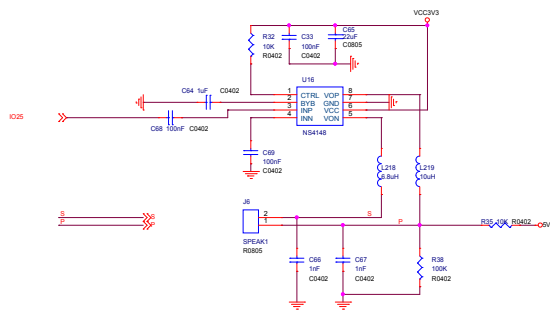 VCC3V3
R32
10K
R0402
C33
100nF
C0402
C65
22uF
C0805
U16
C64 1uF C0402
1 CTRL VOP 8
2 BYB GND 7
3 INP VCC 6
4 INN VON 5
NS4148
IO25
C68 100nF C0402
C69
100nF
C0402
L218
6.8uH
L219
10uH
J6
2
1
SPEAK1
R0805
S
P
S
P
S
P
R35 10K R0402
5V
C66
1nF
C0402
C67
1nF
C0402
R38
100K
R0402